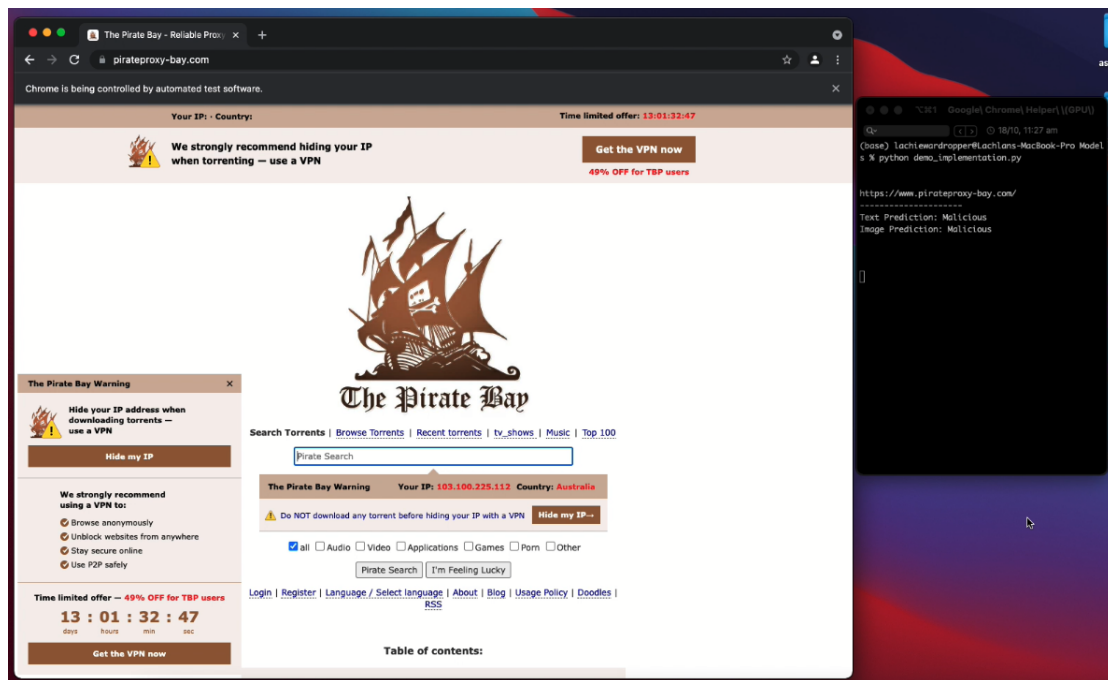 The Pirate Bay - Reliable Proxy
pirateproxy-bay.com
Chrome is being controlled by automated test software.
Your IP: · Country:
Time limited offer: 13:01:32:47
We strongly recommend hiding your IP
when torrenting — use a VPN
Get the VPN now
49% OFF for TBP users
The Pirate Bay
Search Torrents | Browse Torrents | Recent torrents | tv_shows | Music | Top 100
Pirate Search
The Pirate Bay Warning Your IP: 103.100.225.112 Country: Australia
Do NOT download any torrent before hiding your IP with a VPN Hide my IP→
all Audio Video Applications Games Porn Other
Pirate Search I'm Feeling Lucky
Login | Register | Language / Select language | About | Blog | Usage Policy | Doodles |
RSS
Table of contents:
The Pirate Bay Warning
Hide your IP address when
downloading torrents —
use a VPN
Hide my IP
We strongly recommend
using a VPN to:
Browse anonymously
Unblock websites from anywhere
Stay secure online
Use P2P safely
Time limited offer — 49% OFF for TBP users
13 : 01 : 32 : 47
days hours min sec
Get the VPN now
⌥⌘1 Google\ Chrome\ Helper\ \(GPU\)
18/10, 11:27 am
(base) lachiewardropper@Lachlans-MacBook-Pro Model
s % python demo_implementation.py
https://www.pirateproxy-bay.com/
---------------------
Text Prediction: Malicious
Image Prediction: Malicious
as